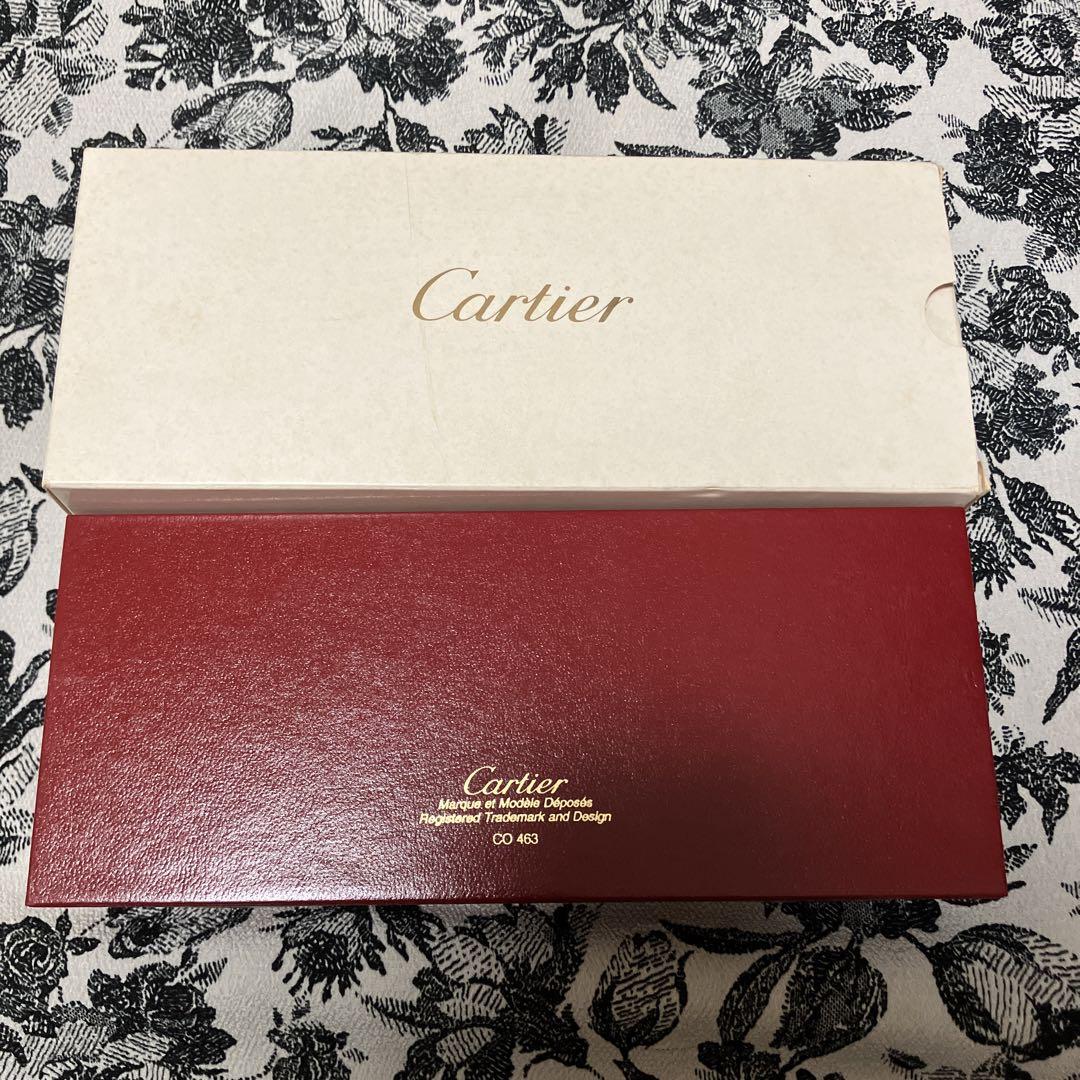 Cartier
Cartier
Marque et Modèle Déposés
Registered Trademark and Design
CO 463